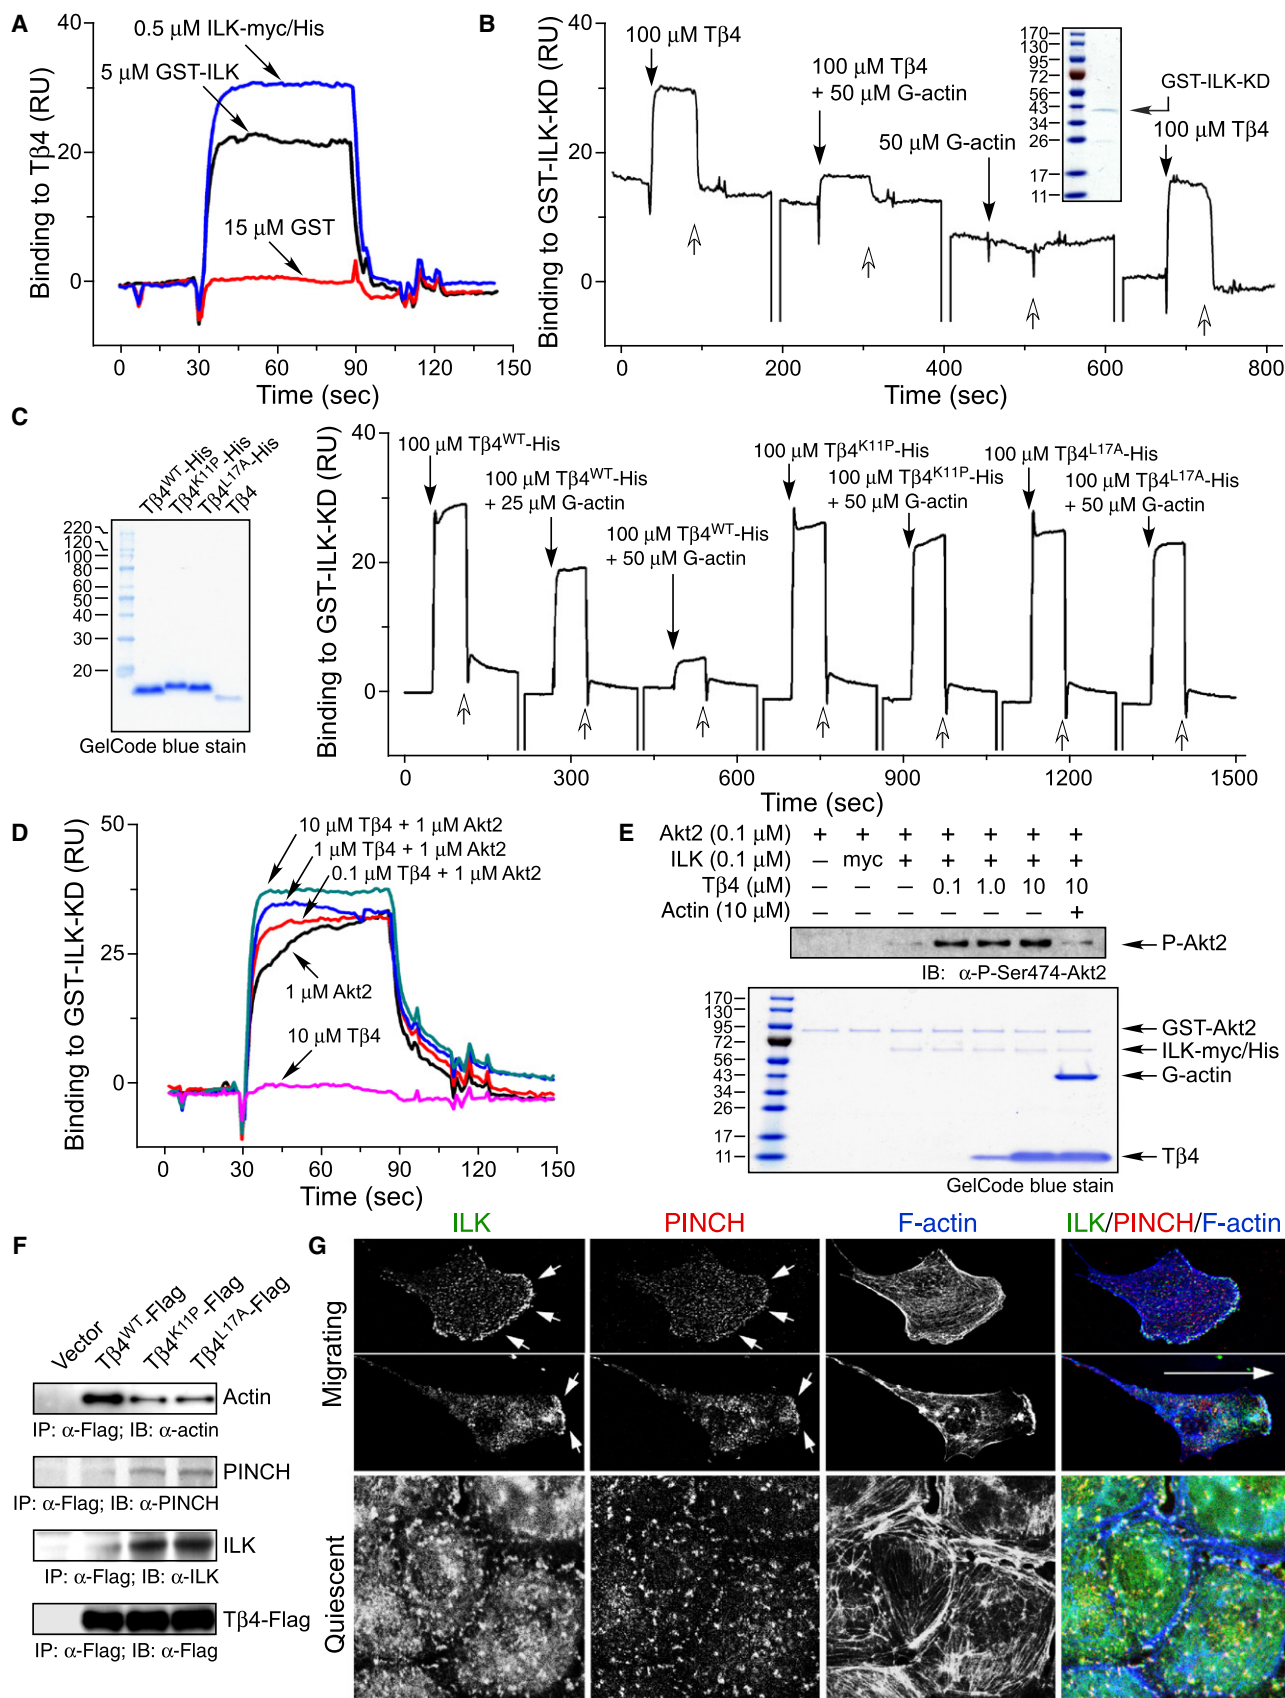 A
40
20
0
Binding to Tβ4 (RU)
0.5 μM ILK-myc/His
5 μM GST-ILK
15 μM GST
0 30 60 90 120 150
Time (sec)
B
40
20
0
Binding to GST-ILK-KD (RU)
100 μM Tβ4
100 μM Tβ4
+ 50 μM G-actin
50 μM G-actin
170
130
95
72
56
43
34
26
17
11
GST-ILK-KD
100 μM Tβ4
0 200 400 600 800
Time (sec)
C
Tβ4WT-His
Tβ4K11P-His
Tβ4L17A-His
Tβ4
220
120
100
80
60
50
40
30
20
GelCode blue stain
40
20
0
Binding to GST-ILK-KD (RU)
100 μM Tβ4WT-His
100 μM Tβ4WT-His
+ 25 μM G-actin
100 μM Tβ4WT-His
+ 50 μM G-actin
100 μM Tβ4K11P-His
100 μM Tβ4K11P-His
+ 50 μM G-actin
100 μM Tβ4L17A-His
100 μM Tβ4L17A-His
+ 50 μM G-actin
0 300 600 900 1200 1500
Time (sec)
D
50
25
0
Binding to GST-ILK-KD (RU)
10 μM Tβ4 + 1 μM Akt2
1 μM Tβ4 + 1 μM Akt2
0.1 μM Tβ4 + 1 μM Akt2
1 μM Akt2
10 μM Tβ4
0 30 60 90 120 150
Time (sec)
E
Akt2 (0.1 μM) + + + + + + +
ILK (0.1 μM) – myc + + + + +
Tβ4 (μM) – – – 0.1 1.0 10 10
Actin (10 μM) – – – – – – +
P-Akt2
IB: α-P-Ser474-Akt2
170
130
95
72
56
43
34
26
17
11
GST-Akt2
ILK-myc/His
G-actin
Tβ4
GelCode blue stain
F
Vector
Tβ4WT-Flag
Tβ4K11P-Flag
Tβ4L17A-Flag
Actin
IP: α-Flag; IB: α-actin
PINCH
IP: α-Flag; IB: α-PINCH
ILK
IP: α-Flag; IB: α-ILK
Tβ4-Flag
IP: α-Flag; IB: α-Flag
G
ILK PINCH F-actin ILK/PINCH/F-actin
Migrating
Quiescent